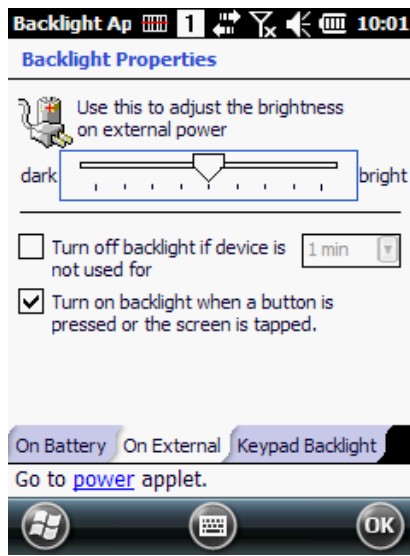 Backlight Ap 1 10:01
Backlight Properties
Use this to adjust the brightness
on external power
dark bright
Turn off backlight if device is 1 min
not used for
Turn on backlight when a button is
pressed or the screen is tapped.
On Battery On External Keypad Backlight
Go to power applet.
OK